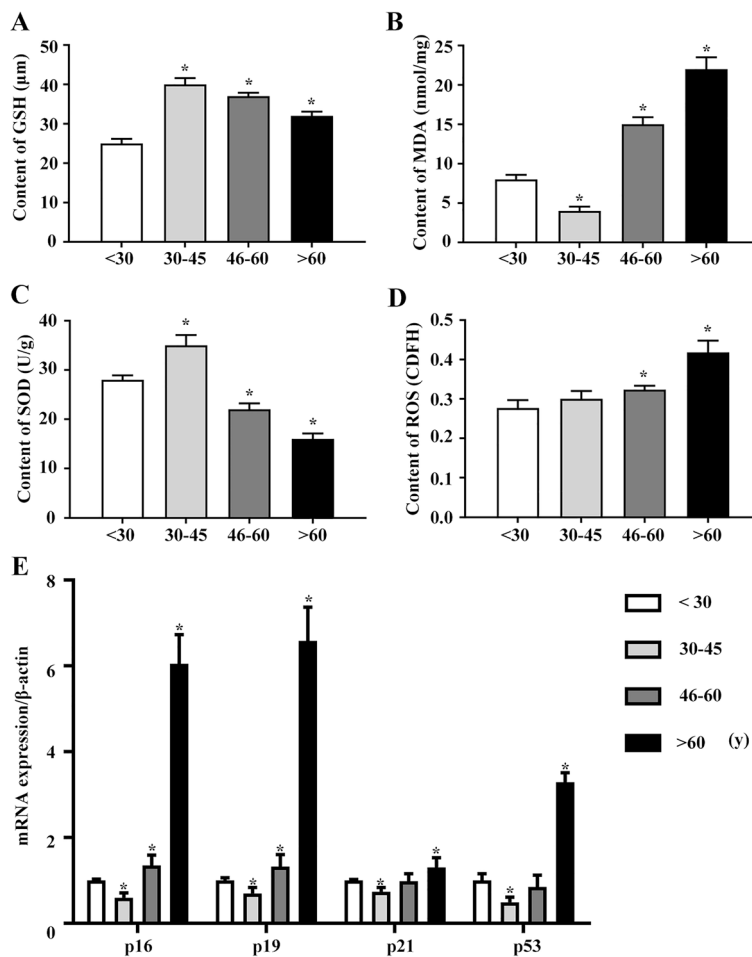 A
Content of GSH (μm)
50
40
30
20
10
0
* * *
<30 30-45 46-60 >60
B
Content of MDA (nmol/mg)
25
20
15
10
5
0
* * *
<30 30-45 46-60 >60
C
Content of SOD (U/g)
40
30
20
10
0
* * *
<30 30-45 46-60 >60
D
Content of ROS (CDFH)
0.5
0.4
0.3
0.2
0.1
0.0
* *
<30 30-45 46-60 >60
E
mRNA expression/β-actin
8
6
4
2
0
* * * * * * * * * *
p16 p19 p21 p53
< 30
30-45
46-60
>60 (y)